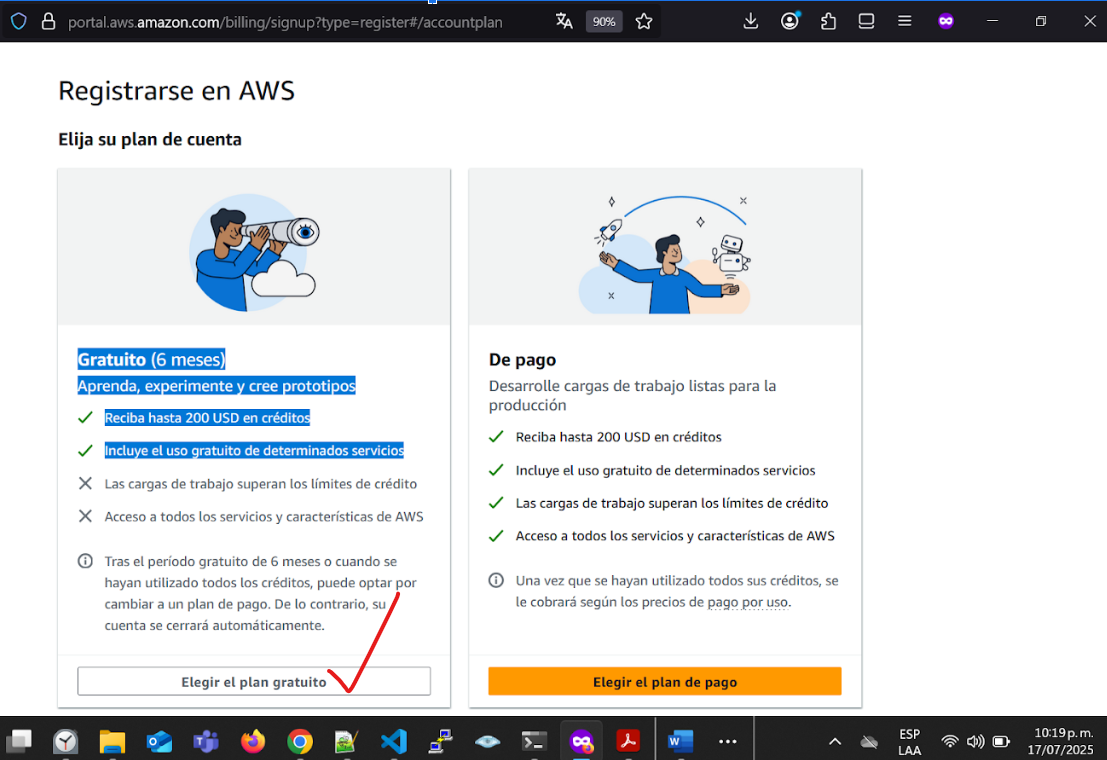 portal.aws.amazon.com/billing/signup?type=register#/accountplan
90%
Registrarse en AWS
Elija su plan de cuenta
Gratuito (6 meses)
Aprenda, experimente y cree prototipos
Reciba hasta 200 USD en créditos
Incluye el uso gratuito de determinados servicios
Las cargas de trabajo superan los límites de crédito
Acceso a todos los servicios y características de AWS
Tras el período gratuito de 6 meses o cuando se
hayan utilizado todos los créditos, puede optar por
cambiar a un plan de pago. De lo contrario, su
cuenta se cerrará automáticamente.
Elegir el plan gratuito
De pago
Desarrolle cargas de trabajo listas para la
producción
Reciba hasta 200 USD en créditos
Incluye el uso gratuito de determinados servicios
Las cargas de trabajo superan los límites de crédito
Acceso a todos los servicios y características de AWS
Una vez que se hayan utilizado todos sus créditos, se
le cobrará según los precios de pago por uso.
Elegir el plan de pago
ESP
LAA
10:19 p. m.
17/07/2025